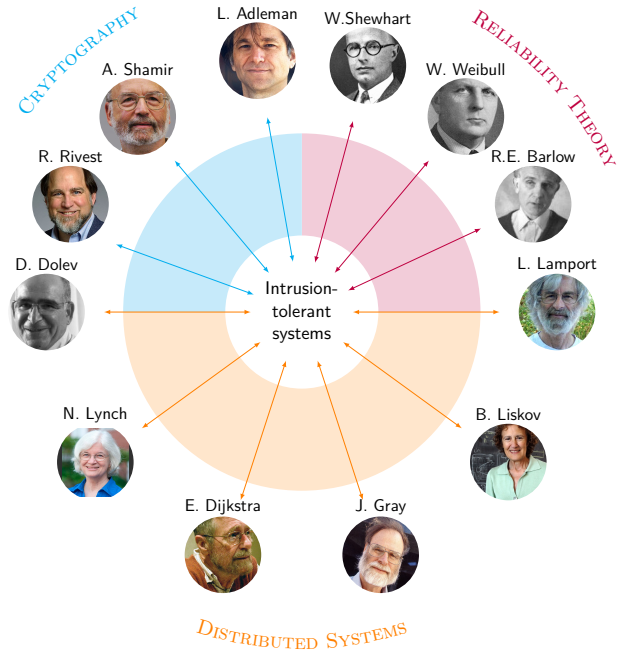 CRYPTOGRAPHY
RELIABILITY THEORY
L. Adleman
W.Shewhart
A. Shamir
W. Weibull
R. Rivest
R.E. Barlow
D. Dolev
L. Lamport
Intrusion-
tolerant
systems
N. Lynch
B. Liskov
E. Dijkstra
J. Gray
DISTRIBUTED SYSTEMS